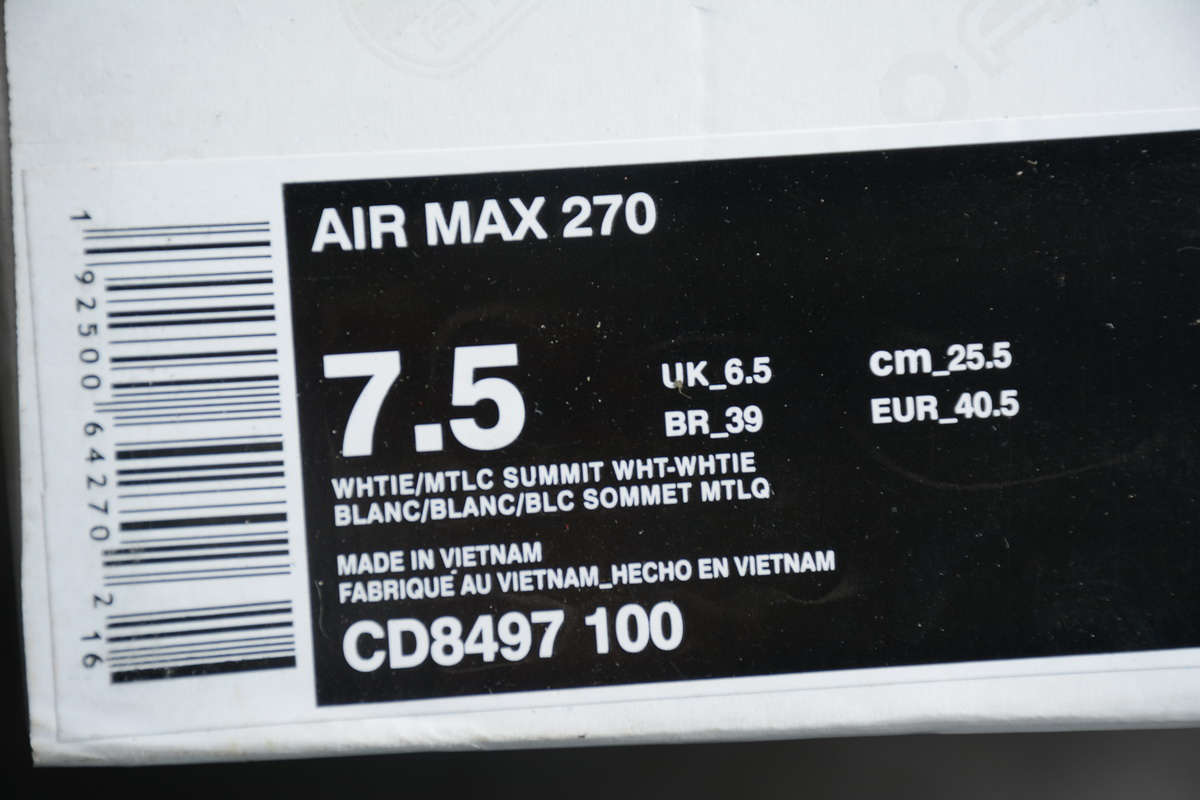 AIR MAX 270
7.5
UK_6.5
cm_25.5
BR_39
EUR_40.5
WHTIE/MTLC SUMMIT WHT-WHTIE
BLANC/BLANC/BLC SOMMET MTLQ
MADE IN VIETNAM
FABRIQUE AU VIETNAM_HECHO EN VIETNAM
CD8497 100
1 92500 64270 2 16